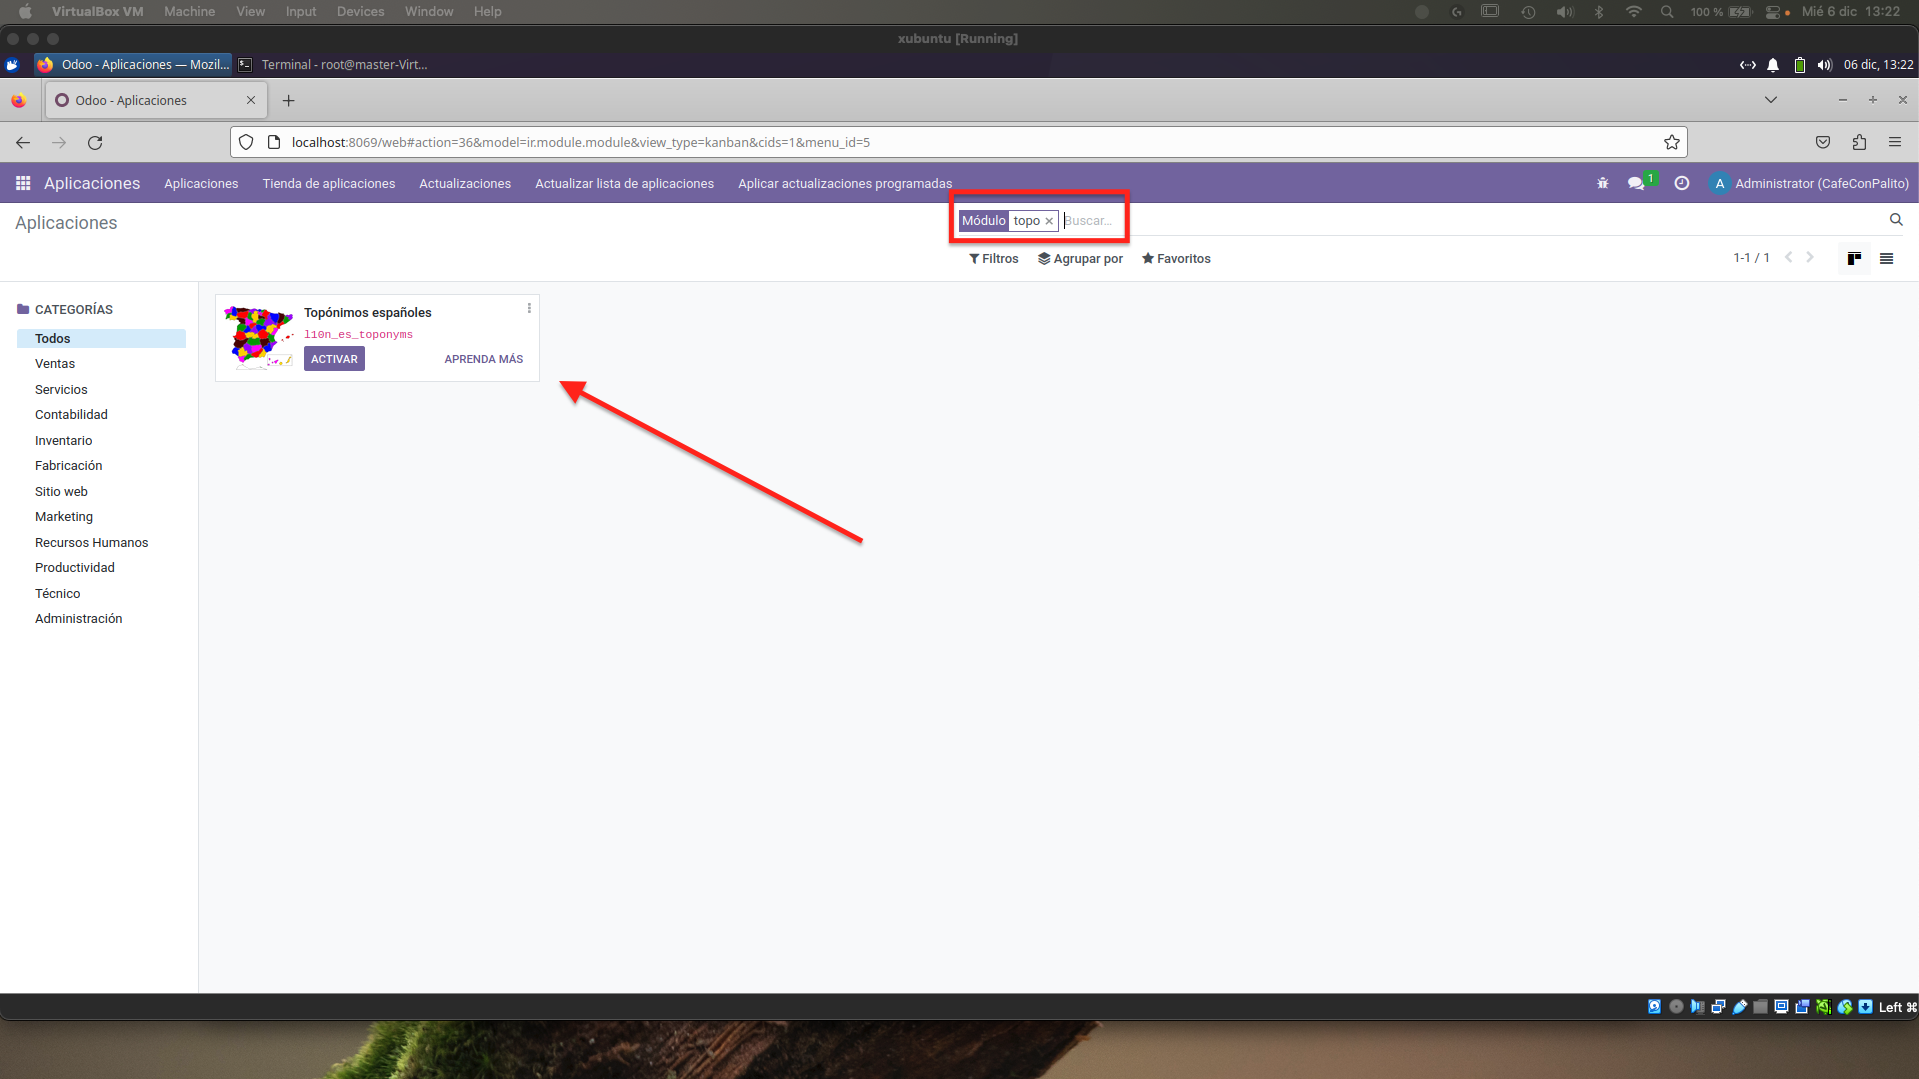 VirtualBox VM Machine View Input Devices Window Help 100 % Mié 6 dic 13:22
xubuntu [Running]
Odoo - Aplicaciones — Mozil... Terminal - root@master-Virt... 06 dic, 13:22
Odoo - Aplicaciones
localhost:8069/web#action=36&model=ir.module.module&view_type=kanban&cids=1&menu_id=5
Aplicaciones Aplicaciones Tienda de aplicaciones Actualizaciones Actualizar lista de aplicaciones Aplicar actualizaciones programadas 1 A Administrator (CafeConPalito)
Aplicaciones Módulo topo Buscar...
Filtros Agrupar por Favoritos 1-1 / 1
CATEGORÍAS
Todos
Ventas
Servicios
Contabilidad
Inventario
Fabricación
Sitio web
Marketing
Recursos Humanos
Productividad
Técnico
Administración
Topónimos españoles
l10n_es_toponyms
ACTIVAR APRENDA MÁS
Left ⌘